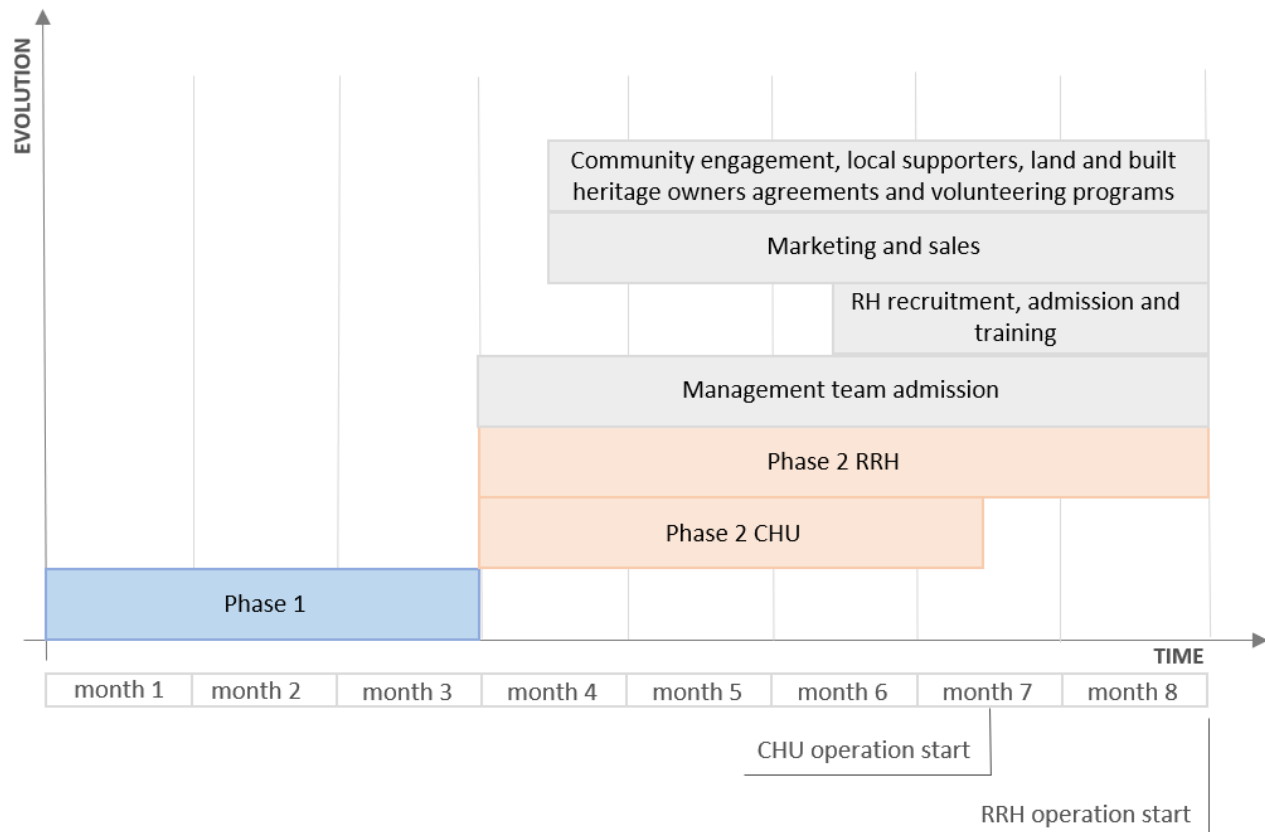 EVOLUTION
Community engagement, local supporters, land and built
heritage owners agreements and volunteering programs
Marketing and sales
RH recruitment, admission and
training
Management team admission
Phase 2 RRH
Phase 2 CHU
Phase 1
TIME
month 1
month 2
month 3
month 4
month 5
month 6
month 7
month 8
CHU operation start
RRH operation start